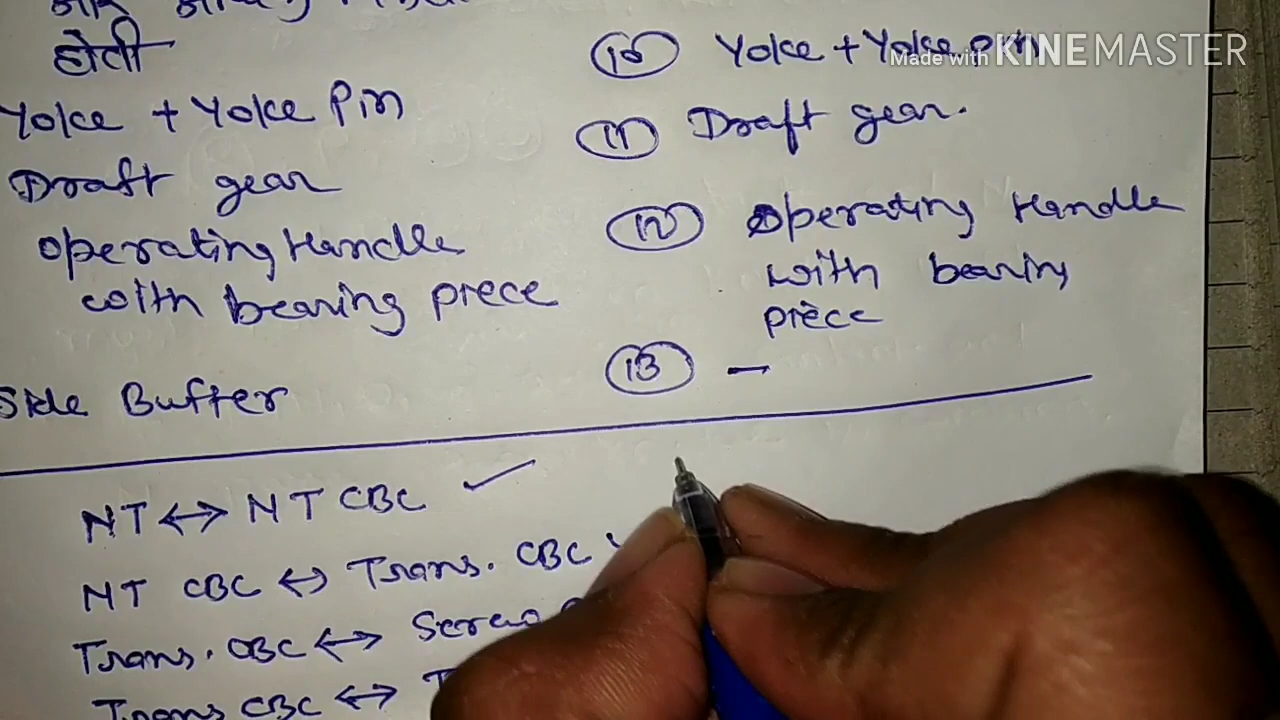 होती
Yoke + Yoke Pin
Draft gear
Operating Handle
with bearing piece
Side Buffer
10 Yoke + Yoke pin
11 Draft gear.
12 Operating Handle
with bearing
piece
13 —
NT ↔ NT CBC ✓
NT CBC ↔ Trans. CBC
Trans. CBC ↔
Trans CBC ↔
Made with KINEMASTER